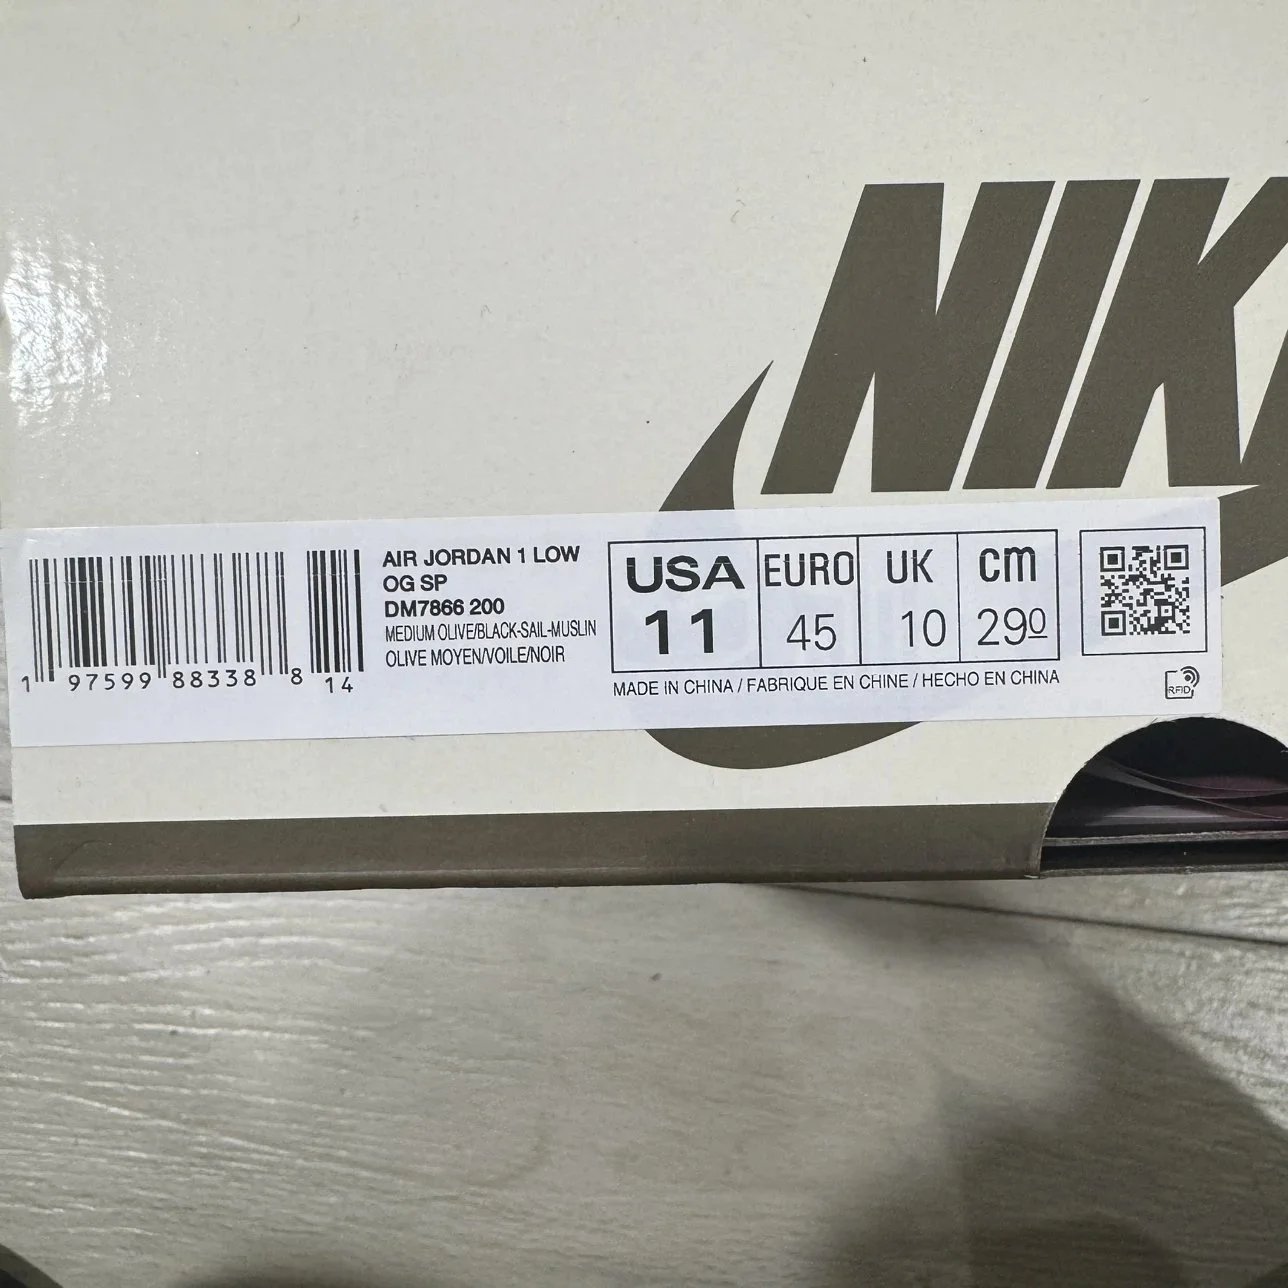 NIK
AIR JORDAN 1 LOW
OG SP
DM7866 200
MEDIUM OLIVE/BLACK-SAIL-MUSLIN
OLIVE MOYEN/VOILE/NOIR
1 97599 88338 8 14
USA EURO UK cm
11 45 10 290
MADE IN CHINA / FABRIQUE EN CHINE / HECHO EN CHINA
RFID